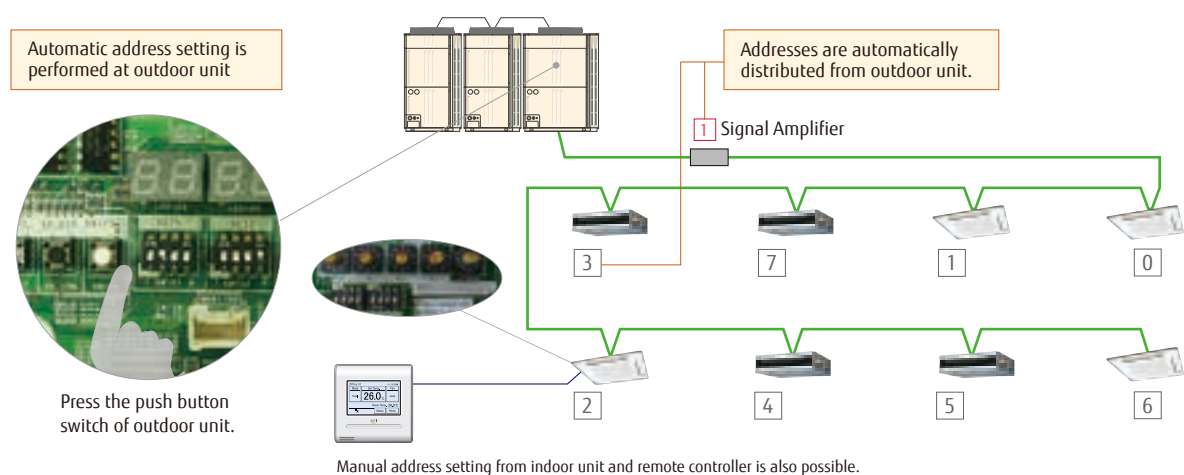 Automatic address setting is
performed at outdoor unit
Addresses are automatically
distributed from outdoor unit.
1 Signal Amplifier
3 7 1 0
26.0
2 4 5 6
Press the push button
switch of outdoor unit.
Manual address setting from indoor unit and remote controller is also possible.